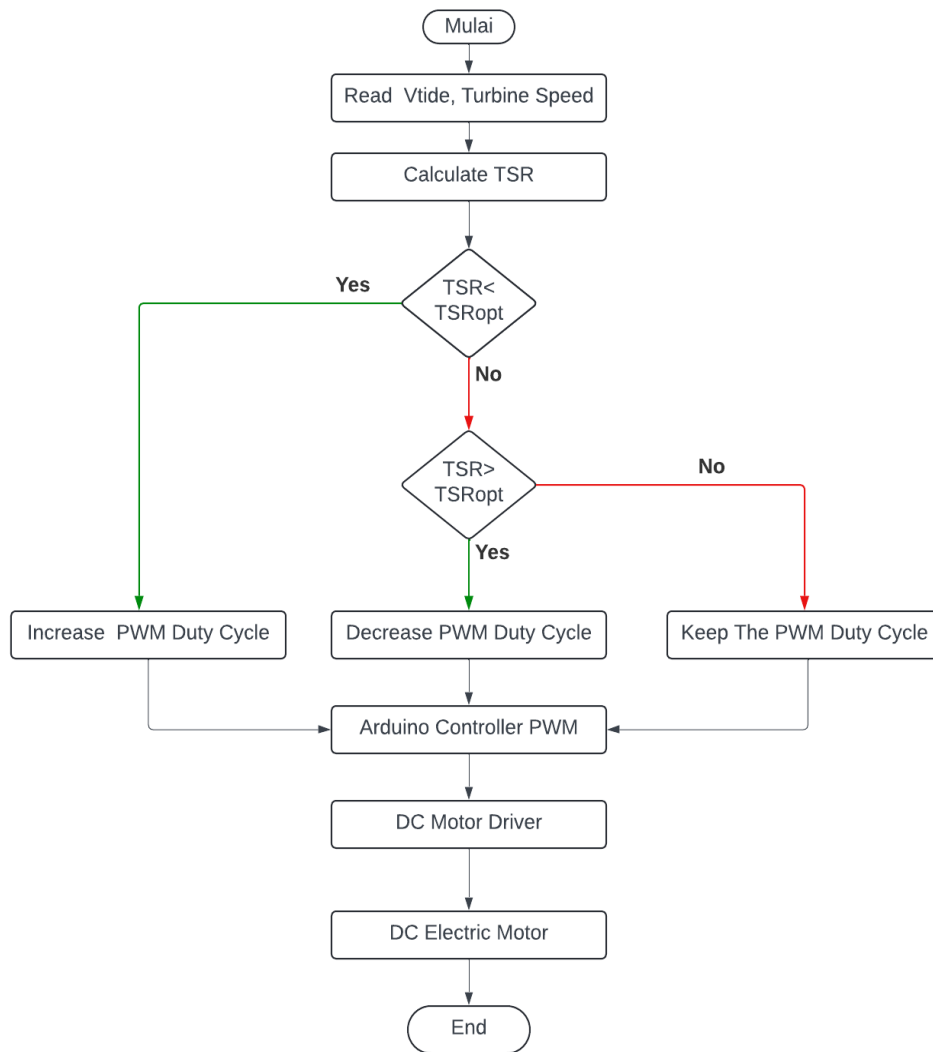 Mulai
Read Vtide, Turbine Speed
Calculate TSR
Yes
TSR<
TSRopt
No
TSR>
TSRopt
No
Yes
Increase PWM Duty Cycle
Decrease PWM Duty Cycle
Keep The PWM Duty Cycle
Arduino Controller PWM
DC Motor Driver
DC Electric Motor
End